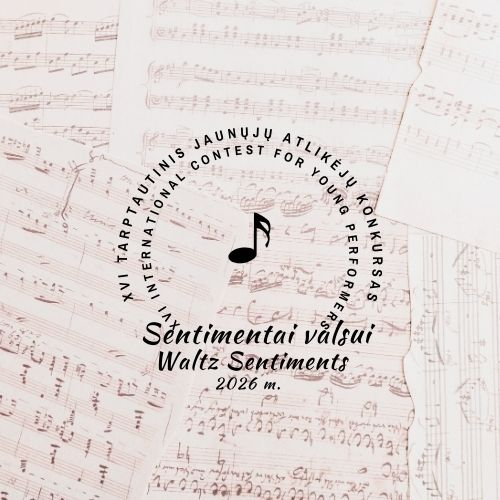 XVI TARPTAUTINIS JAUNŲJŲ ATLIKĖJŲ KONKURSAS
XVI INTERNATIONAL CONTEST FOR YOUNG PERFORMERS
Sentimentai valsui
Waltz Sentiments
2026 m.